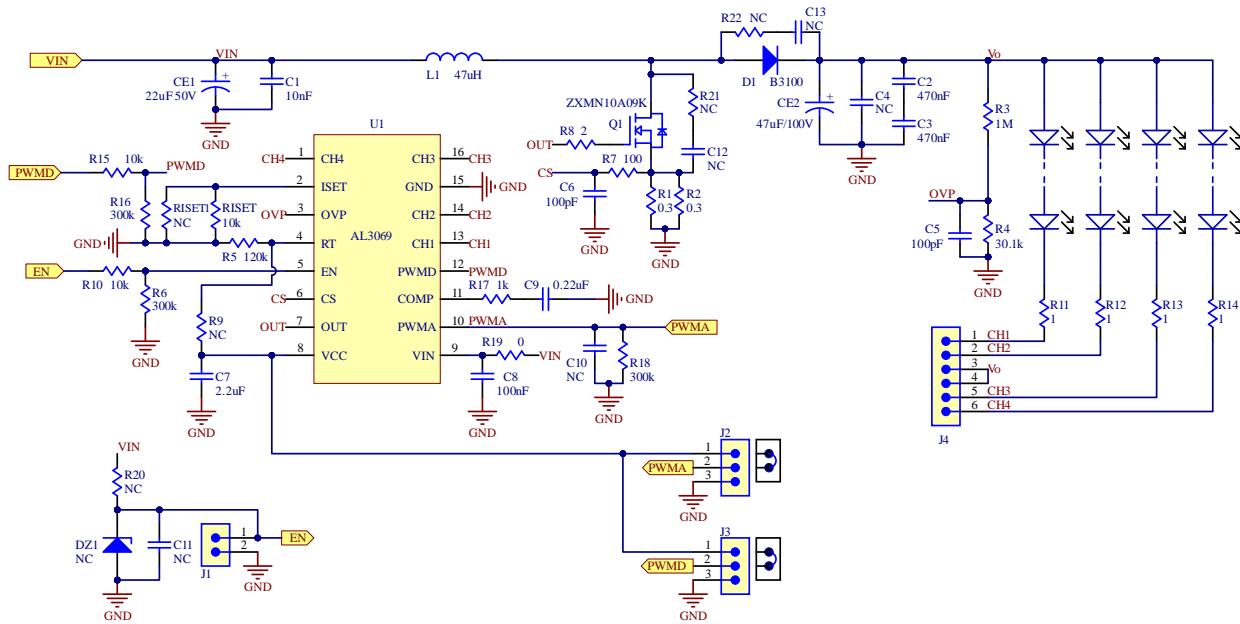 R22 NC
C13
NC
VIN
VIN
Vo
L1 47uH
D1 B3100
CE1
22uF 50V
C1
10nF
GND
ZXMN10A09K
Q1
R21
NC
C12
NC
OUT
R8 2
CS
R7 100
C6
100pF
GND
R1
0.3
R2
0.3
GND
CE2
47uF/100V
C4
NC
C2
470nF
C3
470nF
GND
R3
1M
OVP
C5
100pF
R4
30.1k
GND
U1
AL3069
CH4 1 CH4
2 ISET
OVP 3 OVP
4 RT
5 EN
CS 6 CS
OUT 7 OUT
8 VCC
CH3 16 CH3
GND 15 GND
CH2 14 CH2
CH1 13 CH1
PWMD 12 PWMD
COMP 11
PWMA 10 PWMA
VIN 9
PWMD
R15 10k
PWMD
R16
300k
RISET1
NC
RISET
10k
GND
R5 120k
EN
R10 10k
R6
300k
GND
R9
NC
C7
2.2uF
GND
R17 1k
C9 0.22uF
GND
PWMA
R19 0
VIN
C8
100nF
GND
C10
NC
R18
300k
GND
R11
1
R12
1
R13
1
R14
1
1 CH1
2 CH2
3 Vo
4
5 CH3
6 CH4
J4
VIN
R20
NC
DZ1
NC
C11
NC
GND
1
2
J1
EN
GND
J2
1
2
3
PWMA
GND
J3
1
2
3
PWMD
GND